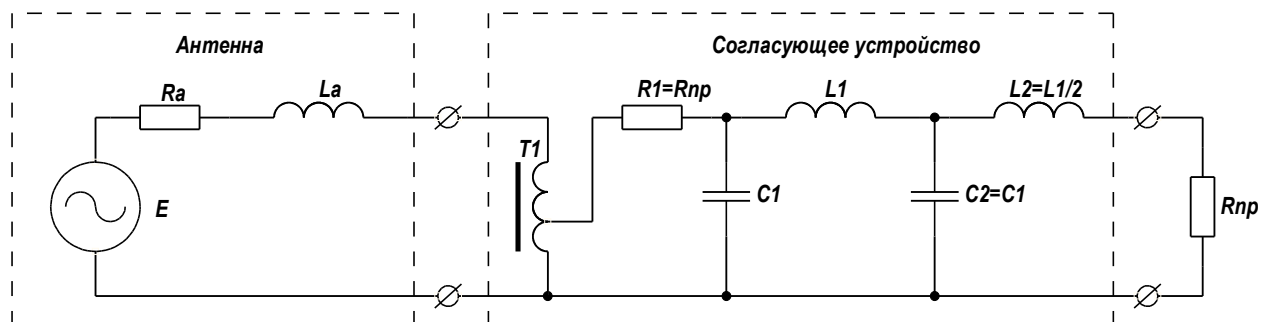 Антенна
Согласующее устройство
Ra
La
R1=Rпр
L1
L2=L1/2
T1
E
C1
C2=C1
Rпр